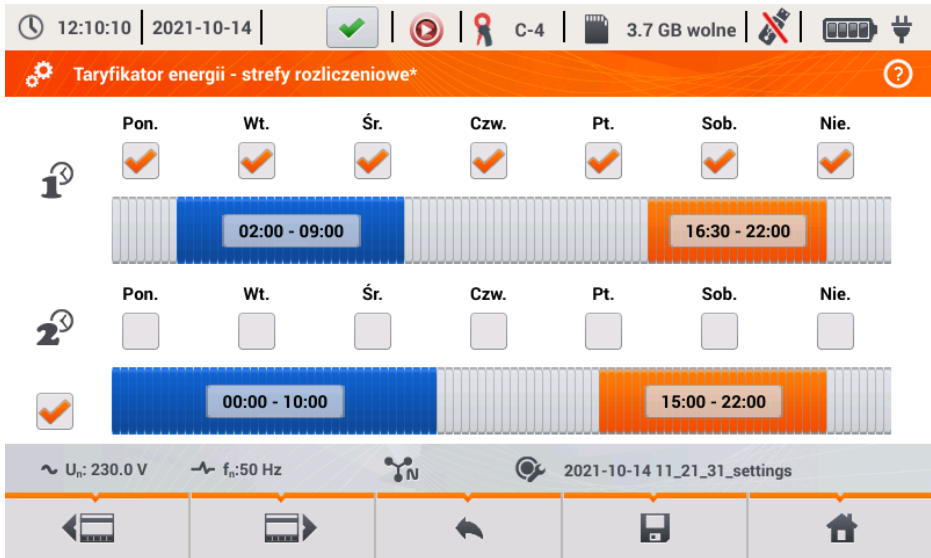 12:10:10 2021-10-14 C-4 3.7 GB wolne
Taryfikator energii - strefy rozliczeniowe* ?
Pon. Wt. Śr. Czw. Pt. Sob. Nie.
1
02:00 - 09:00 16:30 - 22:00
Pon. Wt. Śr. Czw. Pt. Sob. Nie.
2
00:00 - 10:00 15:00 - 22:00
Un: 230.0 V fn:50 Hz N 2021-10-14 11_21_31_settings